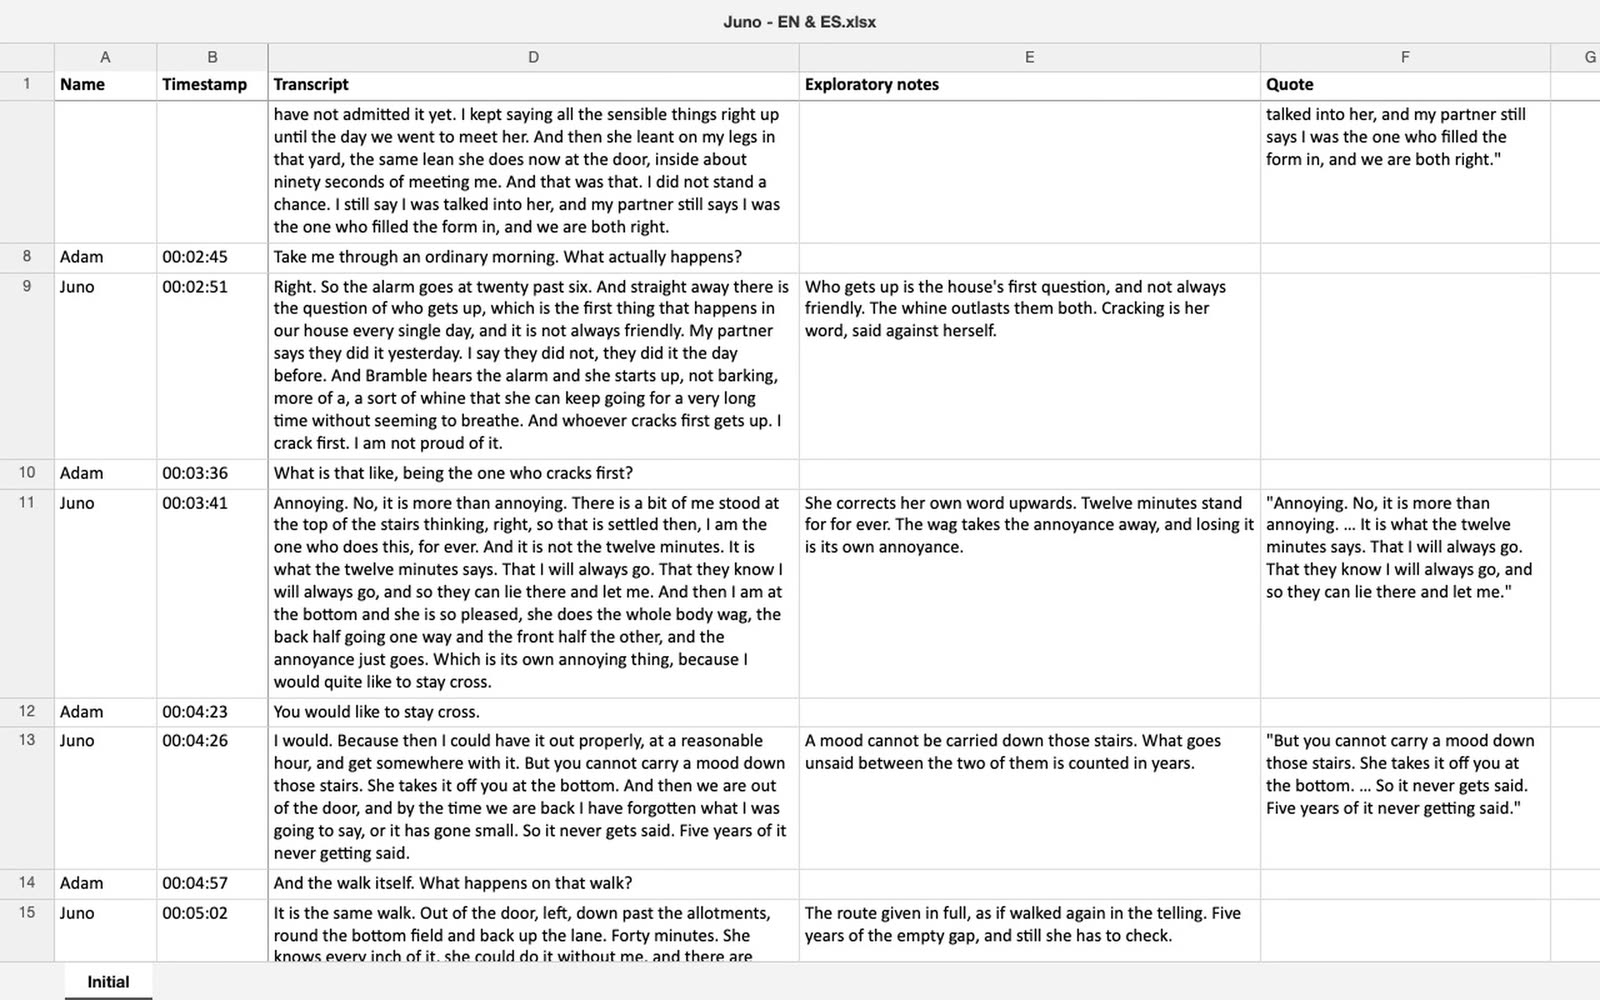 Juno - EN & ES.xlsx
A B D E F G
1 Name Timestamp Transcript Exploratory notes Quote
have not admitted it yet. I kept saying all the sensible things right up
until the day we went to meet her. And then she leant on my legs in
that yard, the same lean she does now at the door, inside about
ninety seconds of meeting me. And that was that. I did not stand a
chance. I still say I was talked into her, and my partner still says I was
the one who filled the form in, and we are both right.
talked into her, and my partner still
says I was the one who filled the
form in, and we are both right."
8 Adam 00:02:45 Take me through an ordinary morning. What actually happens?
9 Juno 00:02:51
Right. So the alarm goes at twenty past six. And straight away there is
the question of who gets up, which is the first thing that happens in
our house every single day, and it is not always friendly. My partner
says they did it yesterday. I say they did not, they did it the day
before. And Bramble hears the alarm and she starts up, not barking,
more of a, a sort of whine that she can keep going for a very long
time without seeming to breathe. And whoever cracks first gets up. I
crack first. I am not proud of it.
Who gets up is the house's first question, and not always
friendly. The whine outlasts them both. Cracking is her
word, said against herself.
10 Adam 00:03:36 What is that like, being the one who cracks first?
11 Juno 00:03:41
Annoying. No, it is more than annoying. There is a bit of me stood at
the top of the stairs thinking, right, so that is settled then, I am the
one who does this, for ever. And it is not the twelve minutes. It is
what the twelve minutes says. That I will always go. That they know I
will always go, and so they can lie there and let me. And then I am at
the bottom and she is so pleased, she does the whole body wag, the
back half going one way and the front half the other, and the
annoyance just goes. Which is its own annoying thing, because I
would quite like to stay cross.
She corrects her own word upwards. Twelve minutes stand
for for ever. The wag takes the annoyance away, and losing it
is its own annoyance.
"Annoying. No, it is more than
annoying. ... It is what the twelve
minutes says. That I will always go.
That they know I will always go, and
so they can lie there and let me."
12 Adam 00:04:23 You would like to stay cross.
13 Juno 00:04:26
I would. Because then I could have it out properly, at a reasonable
hour, and get somewhere with it. But you cannot carry a mood down
those stairs. She takes it off you at the bottom. And then we are out
of the door, and by the time we are back I have forgotten what I was
going to say, or it has gone small. So it never gets said. Five years of it
never getting said.
A mood cannot be carried down those stairs. What goes
unsaid between the two of them is counted in years.
"But you cannot carry a mood down
those stairs. She takes it off you at
the bottom. ... So it never gets said.
Five years of it never getting said."
14 Adam 00:04:57 And the walk itself. What happens on that walk?
15 Juno 00:05:02
It is the same walk. Out of the door, left, down past the allotments,
round the bottom field and back up the lane. Forty minutes. She
knows every inch of it, she could do it without me, and there are
The route given in full, as if walked again in the telling. Five
years of the empty gap, and still she has to check.
Initial